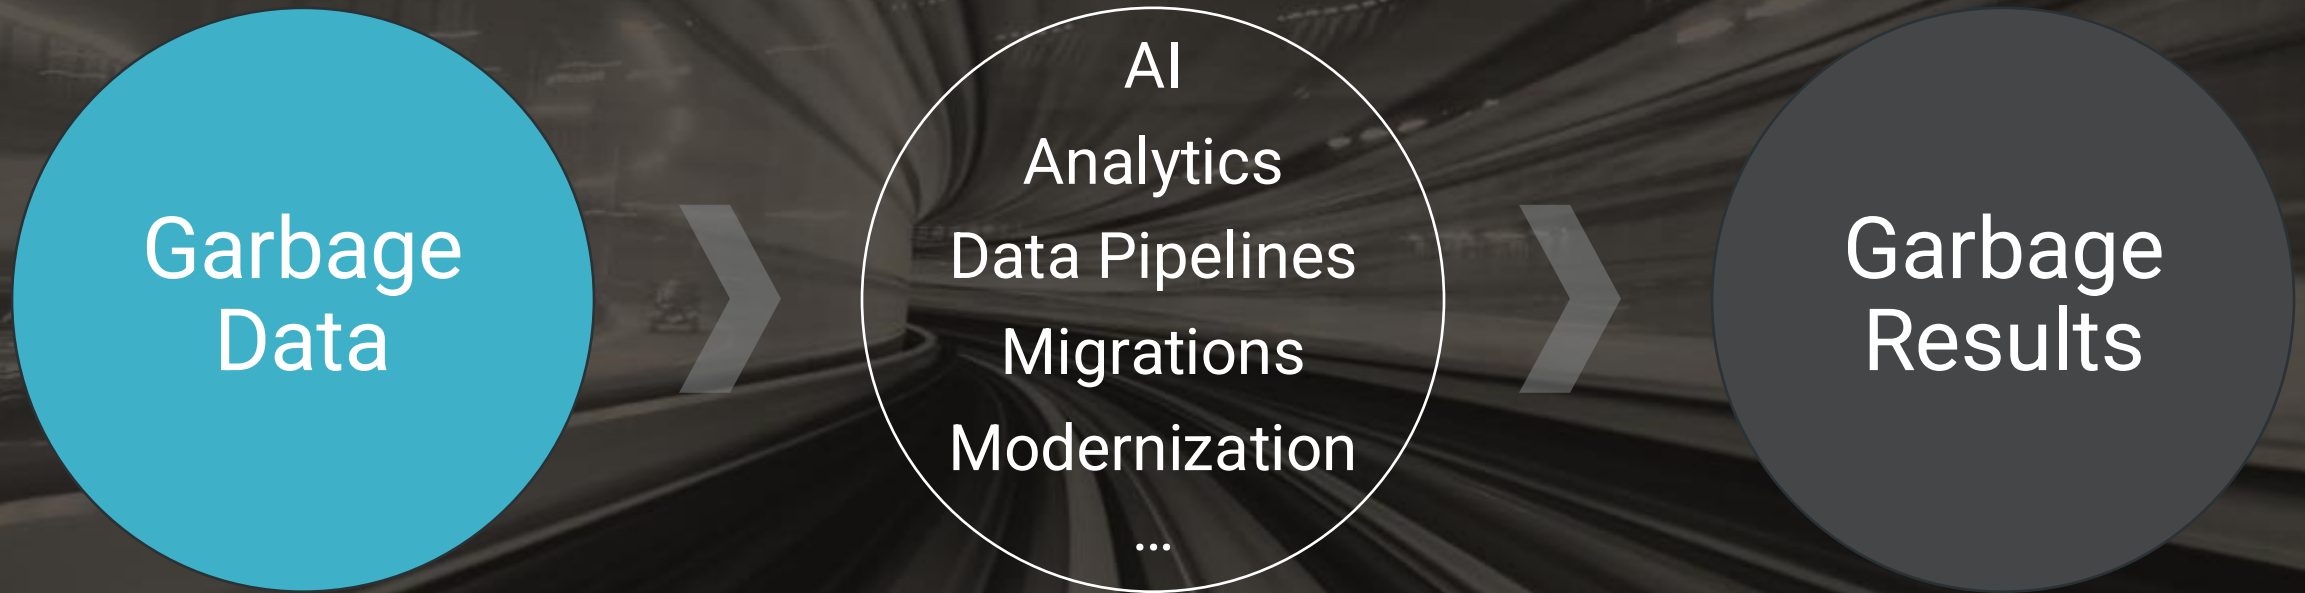 Garbage
Data
AI
Analytics
Data Pipelines
Migrations
Modernization
...
Garbage
Results